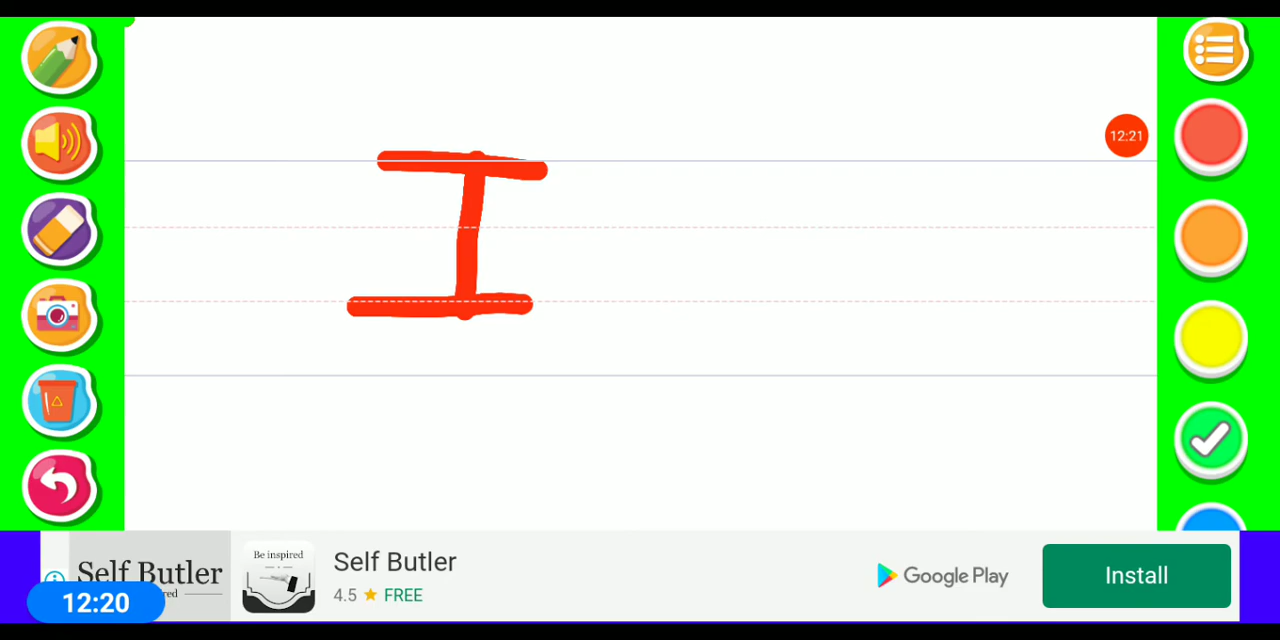 12:21
I
Self Butler
Be inspired
Self Butler
4.5 ★ FREE
Google Play
Install
12:20